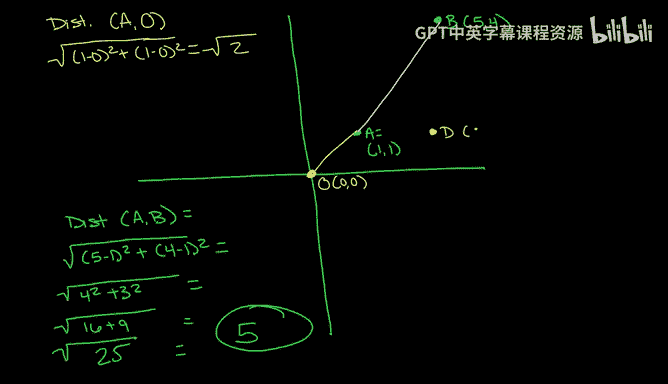 Dist. (A,O)
√(1-0)²+(1-0)² = √2
B (5,4)
GPT中英字幕课程资源 bilibili
A=
(1,1)
D (
O(0,0)
Dist (A,B) =
√(5-1)²+(4-1)² =
√4²+3² =
√16+9 =
√25 =
5